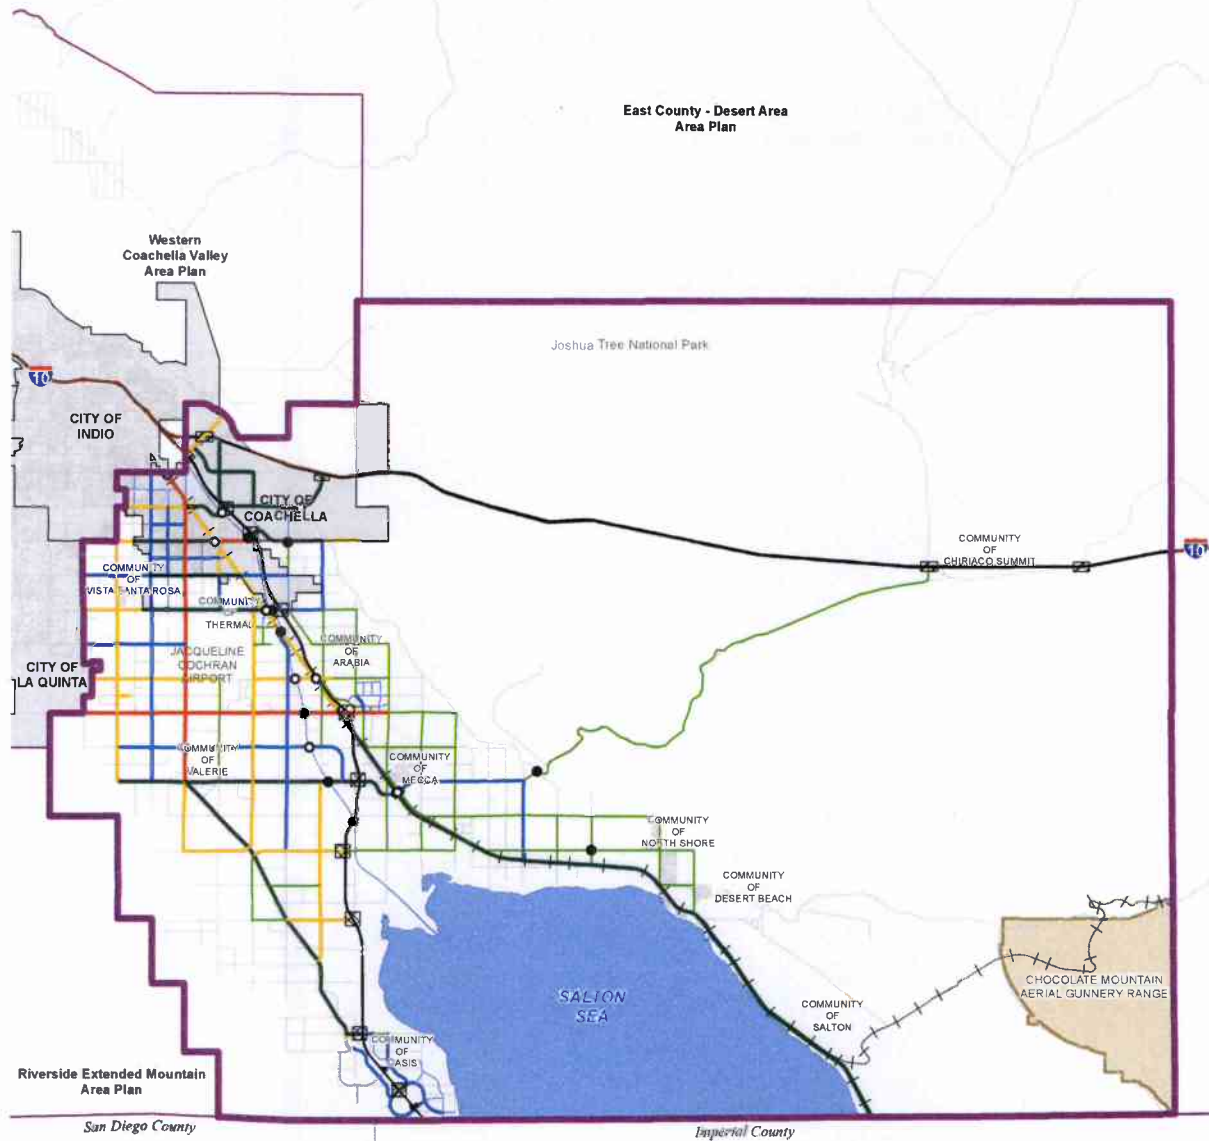 East County - Desert Area
Area Plan
Western
Coachella Valley
Area Plan
Joshua Tree National Park
10
CITY OF
INDIO
CITY OF
COACHELLA
COMMUNITY
OF
CHIRIACO SUMMIT
10
COMMUNITY
OF
VISTA SANTA ROSA
COMMUNITY
OF
THERMAL
COMMUNITY
OF
ARABIA
JACQUELINE
COCHRAN
AIRPORT
CITY OF
LA QUINTA
COMMUNITY
OF
VALERIE
COMMUNITY
OF
MECCA
COMMUNITY
OF
NORTH SHORE
COMMUNITY
OF
DESERT BEACH
CHOCOLATE MOUNTAIN
AERIAL GUNNERY RANGE
SALTON
SEA
COMMUNITY
OF
SALTON
COMMUNITY
OF
OASIS
Riverside Extended Mountain
Area Plan
San Diego County
Imperial County